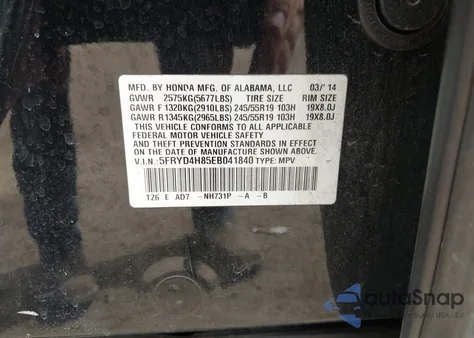 MFD. BY HONDA MFG. OF ALABAMA, LLC 03/'14
GVWR 2575KG(5677LBS) TIRE SIZE RIM SIZE
GAWR F 1320KG(2910LBS) 245/55R19 103H 19X8.0J
GAWR R1345KG(2965LBS) 245/55R19 103H 19X8.0J
THIS VEHICLE CONFORMS TO ALL APPLICABLE
FEDERAL MOTOR VEHICLE SAFETY, BUMPER,
AND THEFT PREVENTION STANDARDS IN EFFECT
ON THE DATE OF MANUFACTURE SHOWN ABOVE.
V.I.N: 5FRYD4H85EB041840 TYPE: MPV
TZ6 E AD7 -NH731P -A -B
autoSnap